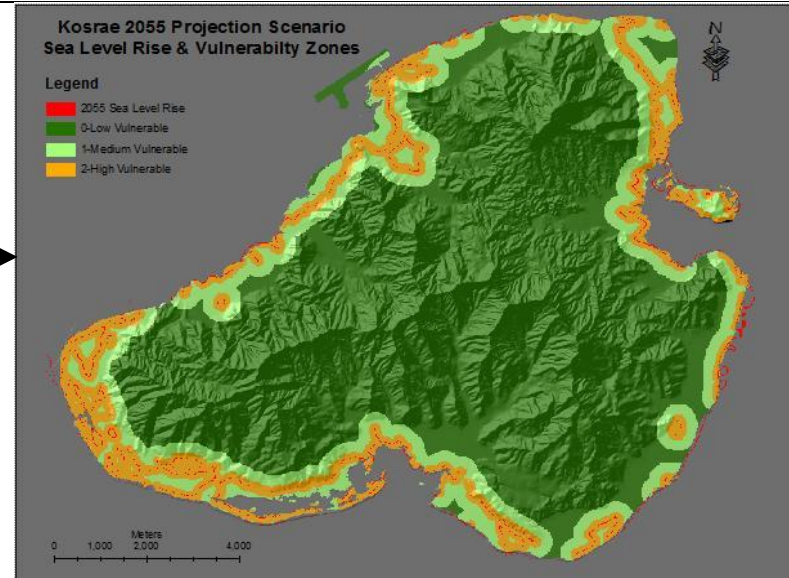 Kosrae 2055 Projection Scenario
Sea Level Rise & Vulnerabilty Zones
N
Legend
2055 Sea Level Rise
0-Low Vulnerable
1-Medium Vulnerable
2-High Vulnerable
Meters
0 1,000 2,000 4,000